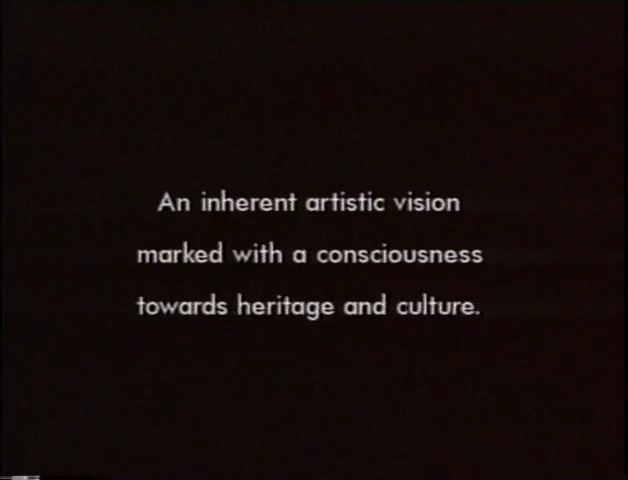 An inherent artistic vision
marked with a consciousness
towards heritage and culture.